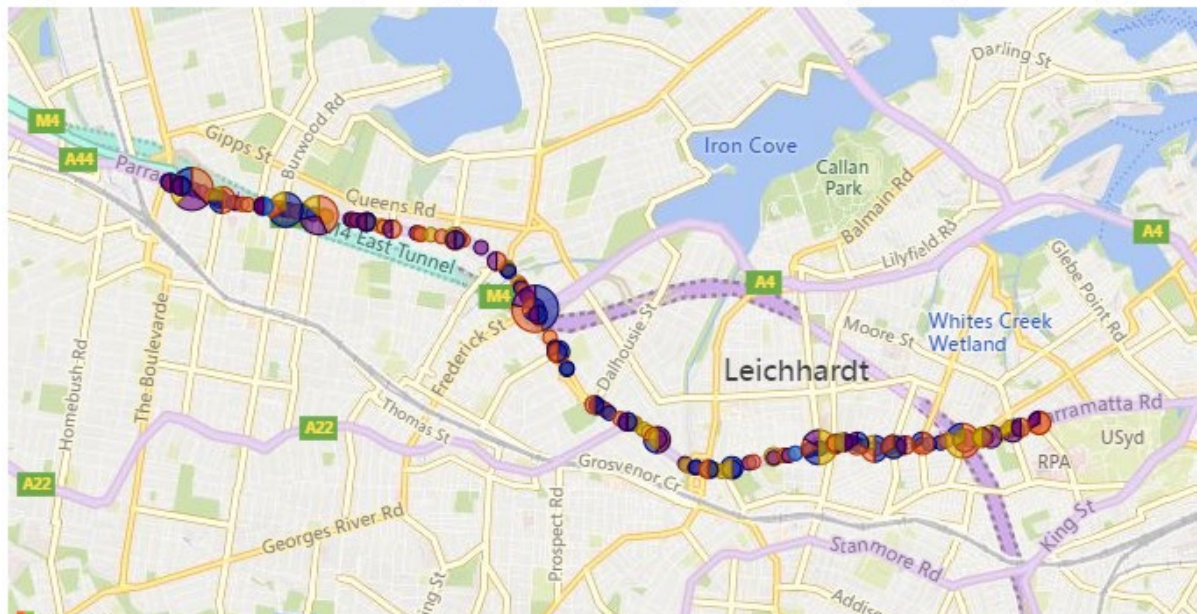 Darling St
M4
Gipps St
Burwood Rd
Iron Cove
A44
Callan
Park
Balmain Rd
Queens Rd
Lilyfield Rd
A4
Glebe Point Rd
M4 East Tunnel
A4
M4
Moore St
Whites Creek
Wetland
Homebush Rd
The Boulevarde
Frederick St
Dalhousie St
Leichhardt
arramatta Rd
Thomas St
A22
USyd
RPA
Grosvenor Cr
A22
Georges River Rd
Prospect Rd
King St
Stanmore Rd